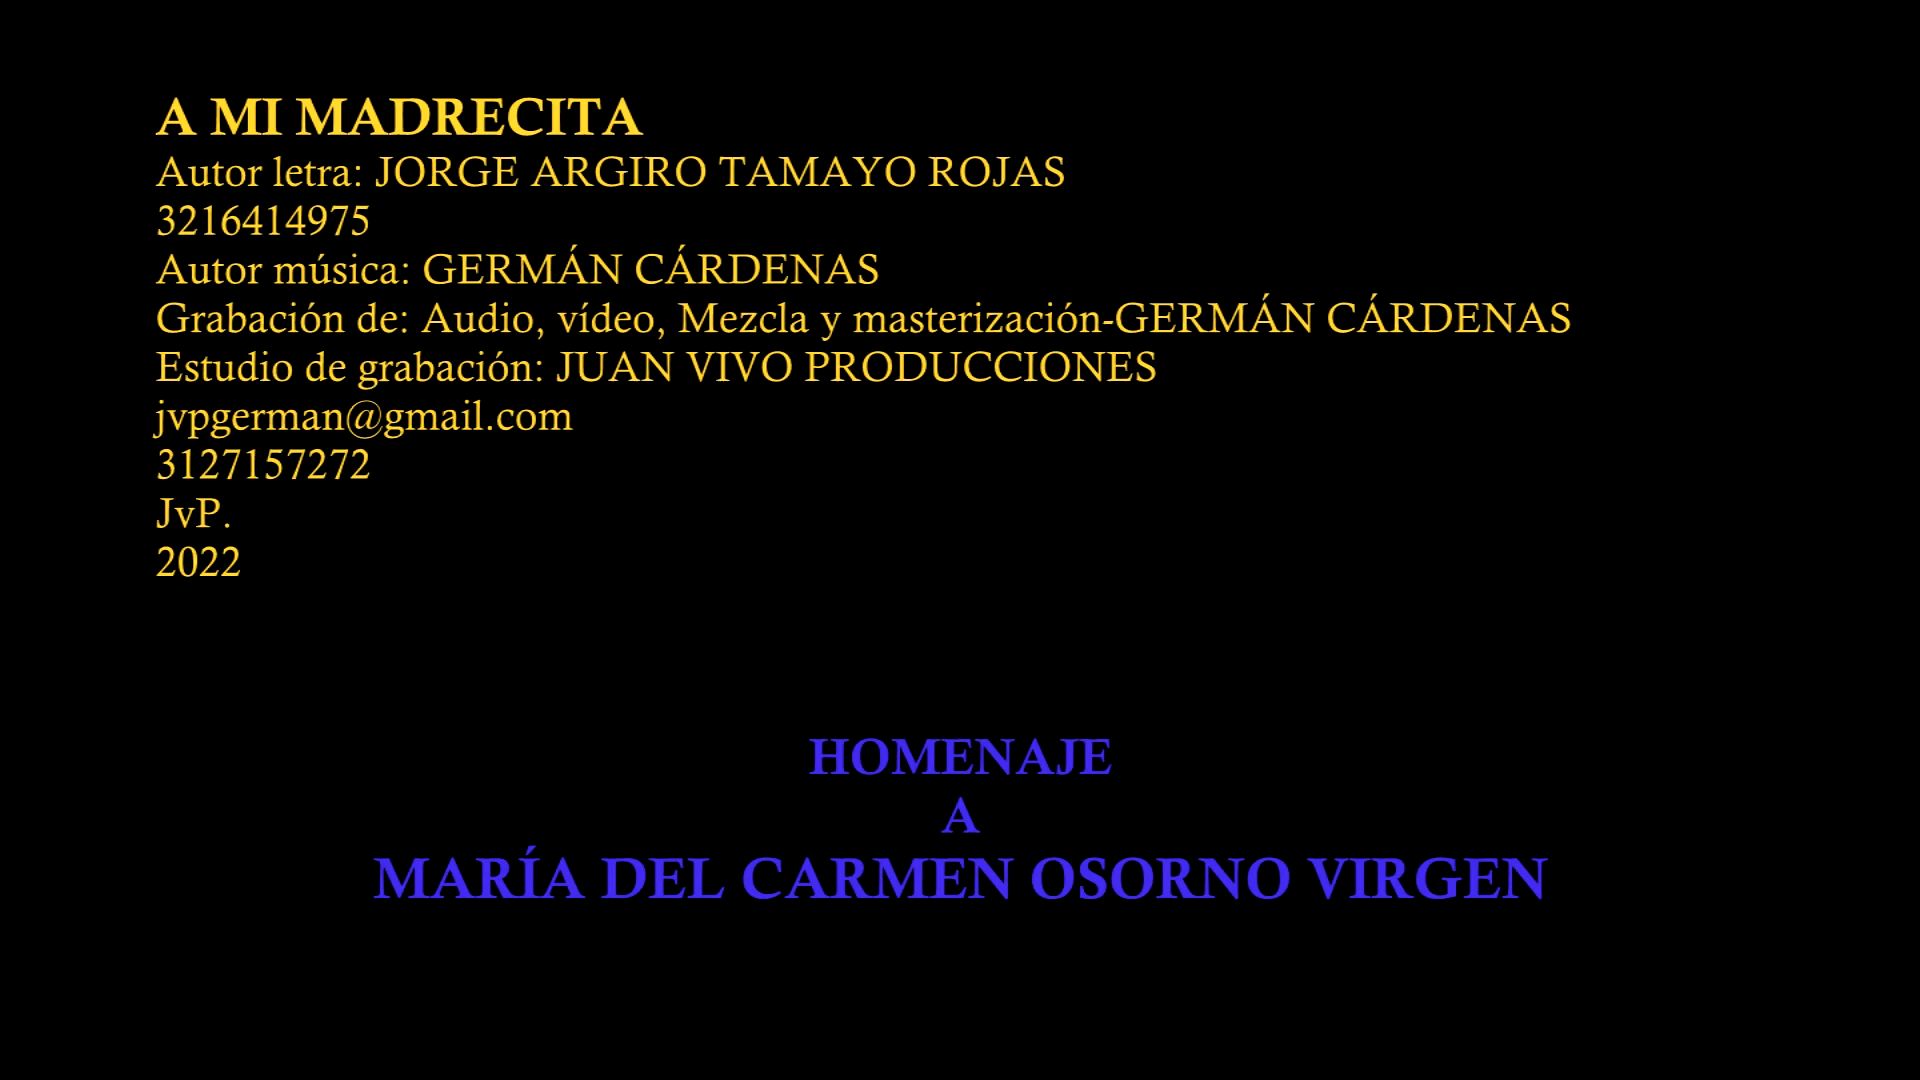 A MI MADRECITA
Autor letra: JORGE ARGIRO TAMAYO ROJAS
3216414975
Autor música: GERMÁN CÁRDENAS
Grabación de: Audio, vídeo, Mezcla y masterización-GERMÁN CÁRDENAS
Estudio de grabación: JUAN VIVO PRODUCCIONES
jvpgerman@gmail.com
3127157272
JvP.
2022
HOMENAJE
A
MARÍA DEL CARMEN OSORNO VIRGEN